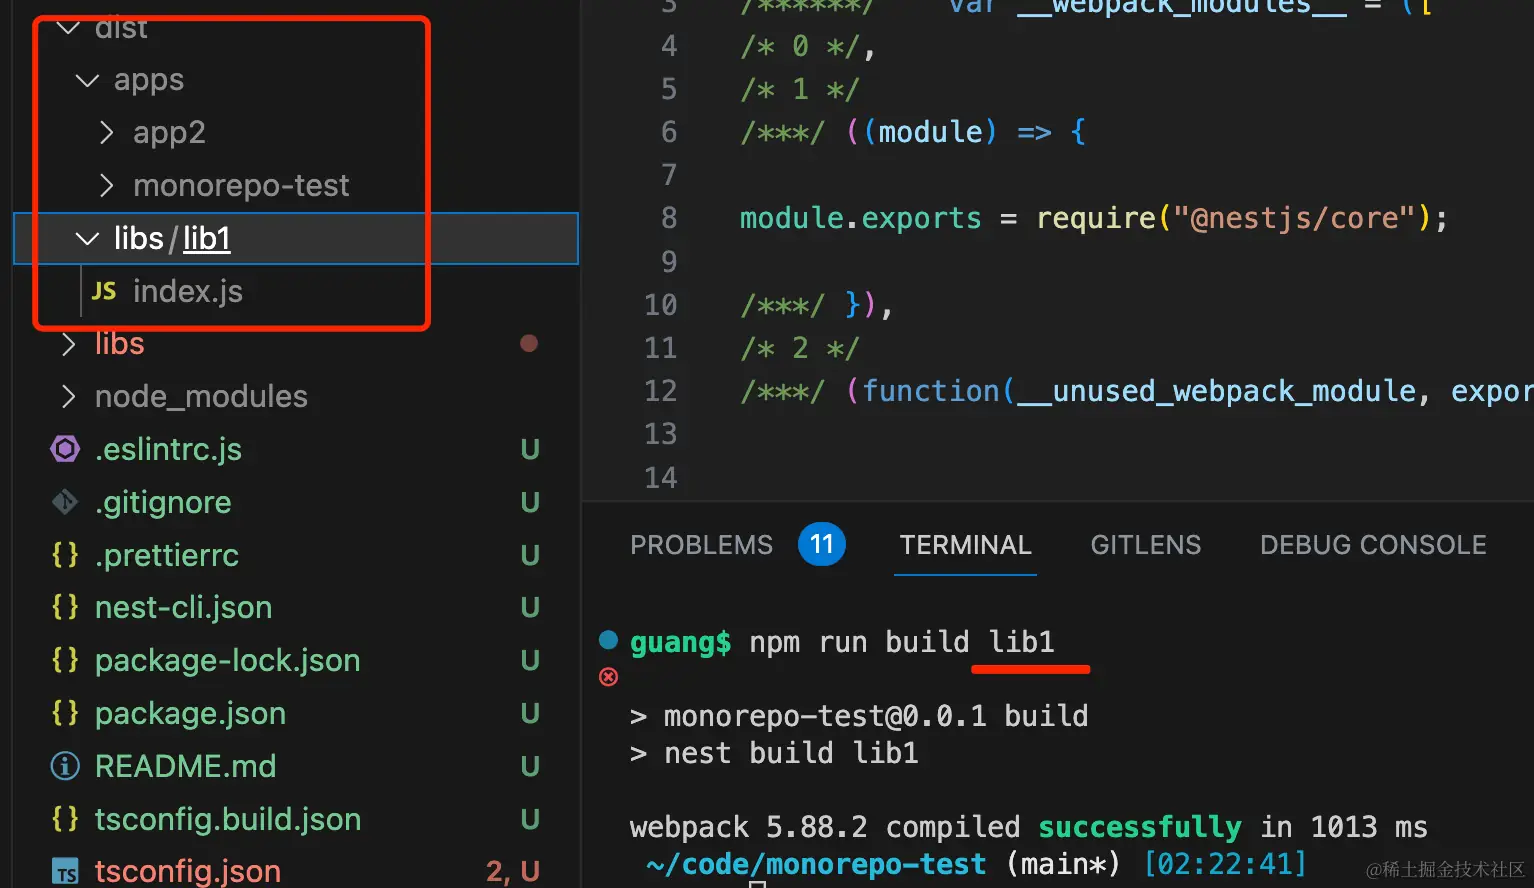 dist
apps
app2
monorepo-test
libs/lib1
JS index.js
libs
node_modules
.eslintrc.js U
.gitignore U
{} .prettierrc U
{} nest-cli.json U
{} package-lock.json U
{} package.json U
README.md U
{} tsconfig.build.json U
TS tsconfig.json 2, U
3 /******/ var __webpack_modules__ = ([
4 /* 0 */,
5 /* 1 */
6 /***/ ((module) => {
7
8 module.exports = require("@nestjs/core");
9
10 /***/ }),
11 /* 2 */
12 /***/ (function(__unused_webpack_module, expor
13
14
PROBLEMS 11 TERMINAL GITLENS DEBUG CONSOLE
guang$ npm run build lib1
> monorepo-test@0.0.1 build
> nest build lib1
webpack 5.88.2 compiled successfully in 1013 ms
~/code/monorepo-test (main*) [02:22:41]
@稀土掘金技术社区